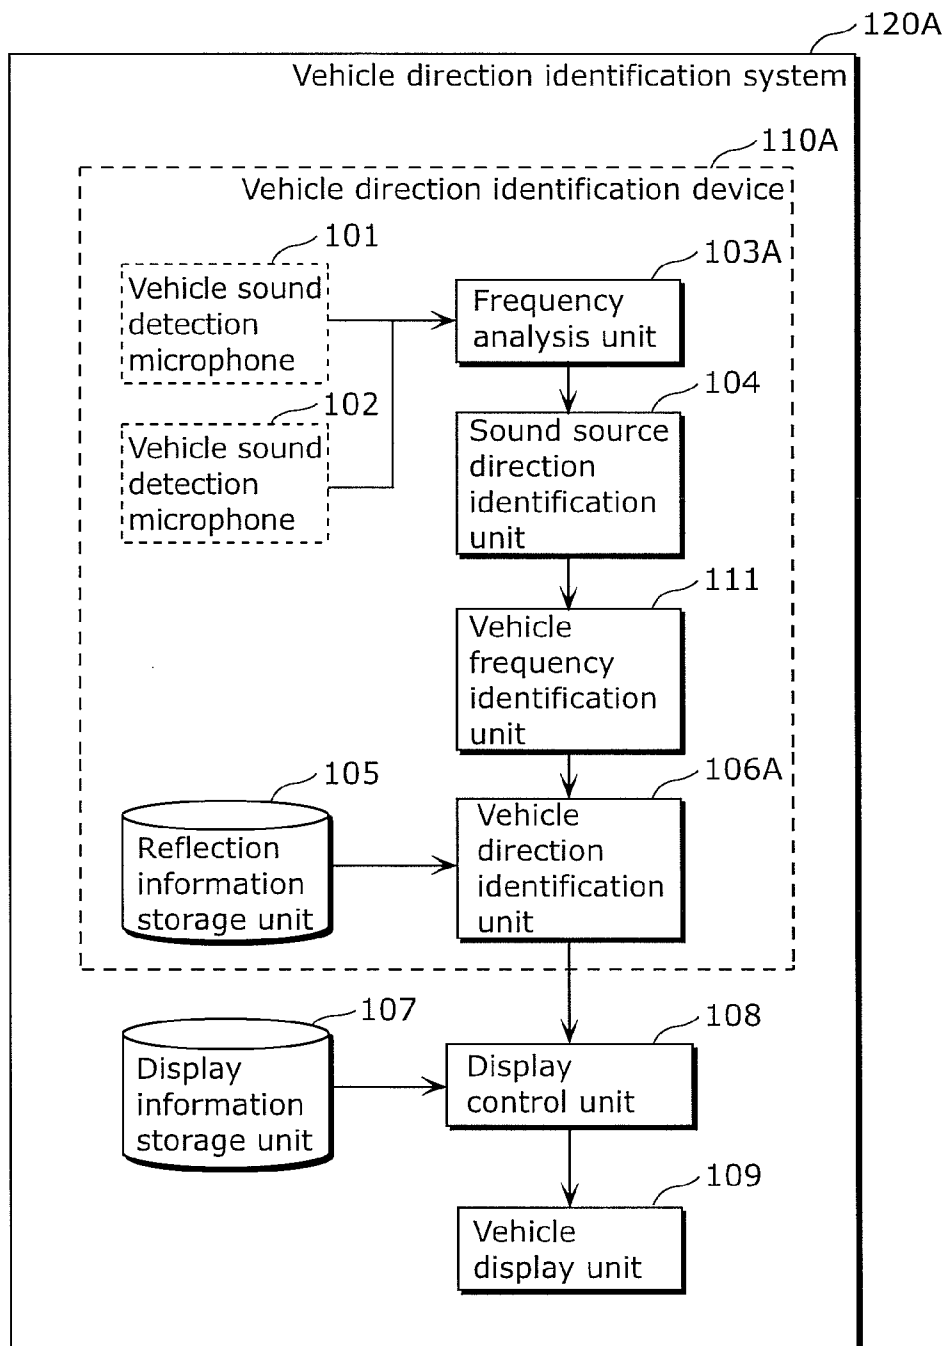 120A
Vehicle direction identification system
110A
Vehicle direction identification device
101
Vehicle sound
detection
microphone
103A
Frequency
analysis unit
102
Vehicle sound
detection
microphone
104
Sound source
direction
identification
unit
111
Vehicle
frequency
identification
unit
105
Reflection
information
storage unit
106A
Vehicle
direction
identification
unit
107
Display
information
storage unit
108
Display
control unit
109
Vehicle
display unit